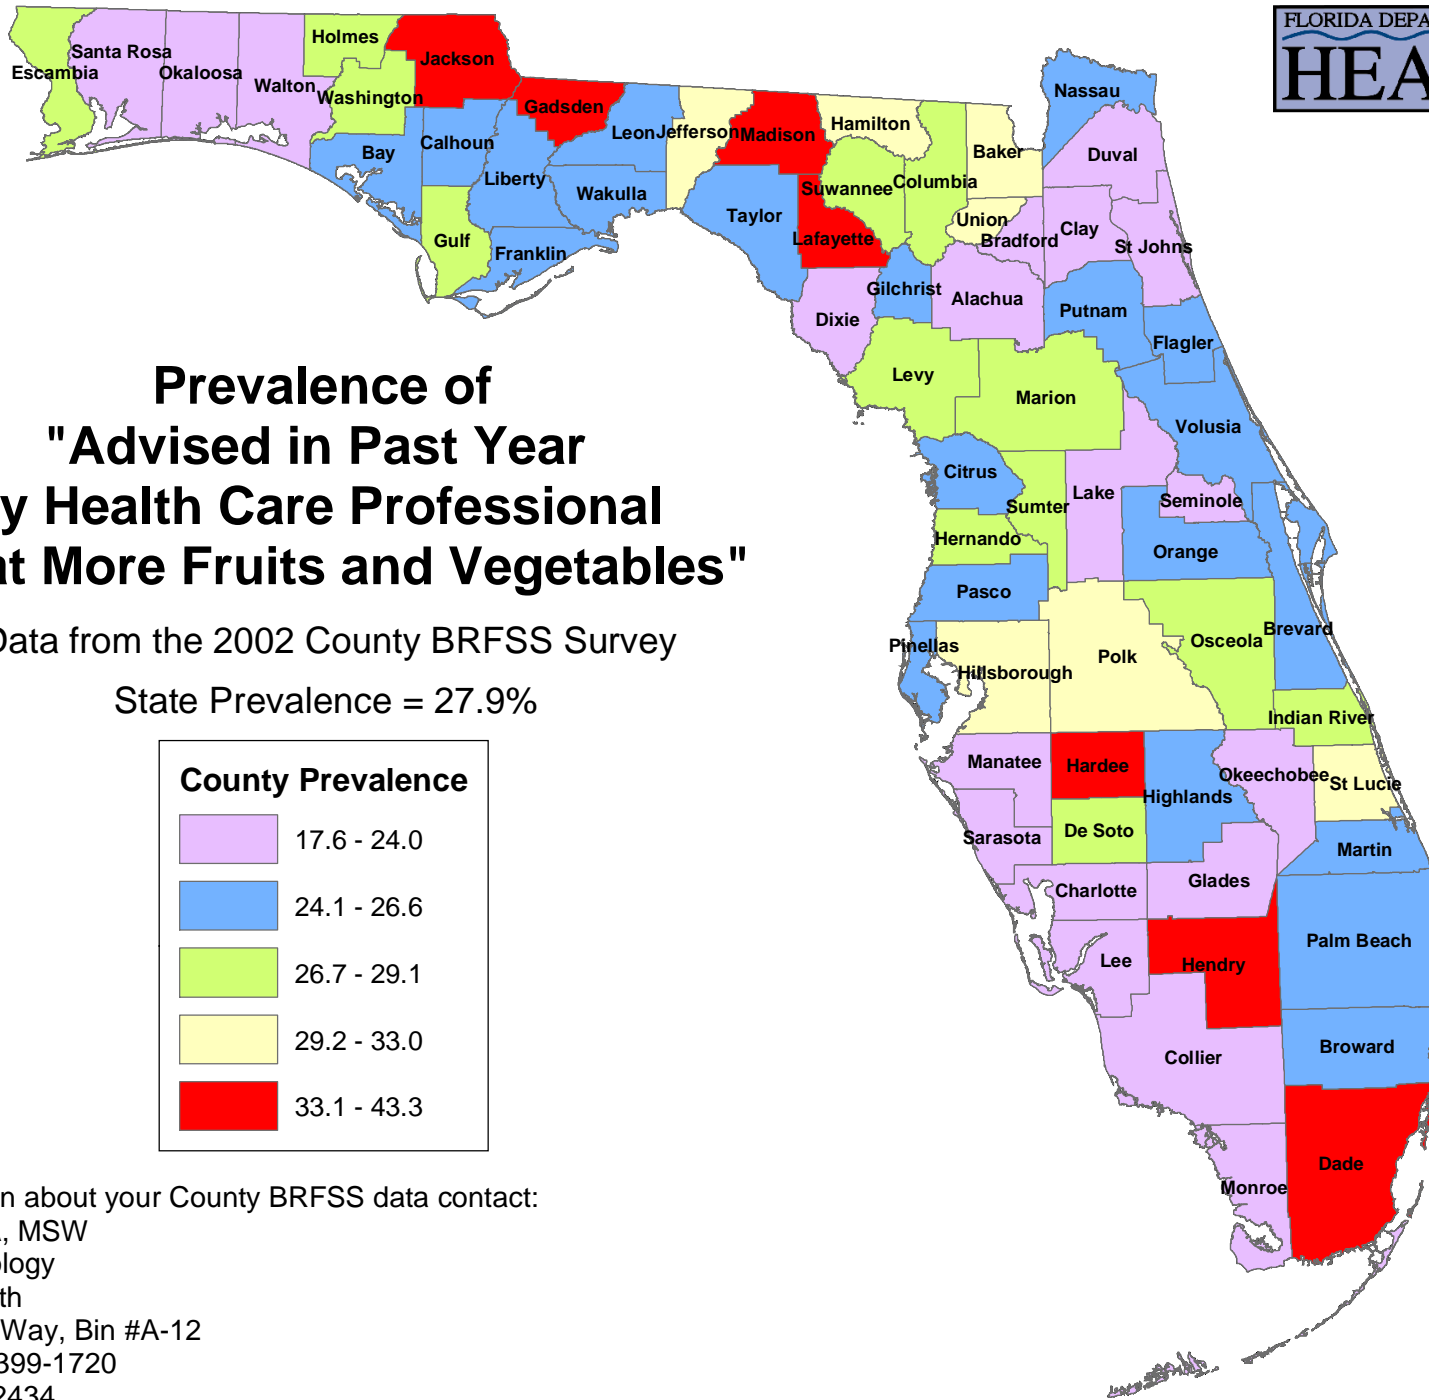 FLORIDA DEPA
HEA
Holmes
Santa Rosa
Jackson
Escambia
Okaloosa
Walton
Washington
Gadsden
Nassau
Leon
Jefferson
Madison
Hamilton
Bay
Calhoun
Baker
Duval
Liberty
Wakulla
Suwannee
Columbia
Taylor
Union
Gulf
Franklin
Lafayette
Bradford
Clay
St Johns
Gilchrist
Alachua
Dixie
Putnam
Flagler
Levy
Marion
Volusia
Citrus
Sumter
Lake
Seminole
Hernando
Orange
Pasco
Pinellas
Hillsborough
Polk
Osceola
Brevard
Indian River
Manatee
Hardee
Highlands
Okeechobee
St Lucie
Sarasota
De Soto
Martin
Charlotte
Glades
Lee
Hendry
Palm Beach
Collier
Broward
Monroe
Dade
Prevalence of
"Advised in Past Year
y Health Care Professional
at More Fruits and Vegetables"
Data from the 2002 County BRFSS Survey
State Prevalence = 27.9%
County Prevalence
17.6 - 24.0
24.1 - 26.6
26.7 - 29.1
29.2 - 33.0
33.1 - 43.3
n about your County BRFSS data contact:
, MSW
ology
th
Way, Bin #A-12
399-1720
2434